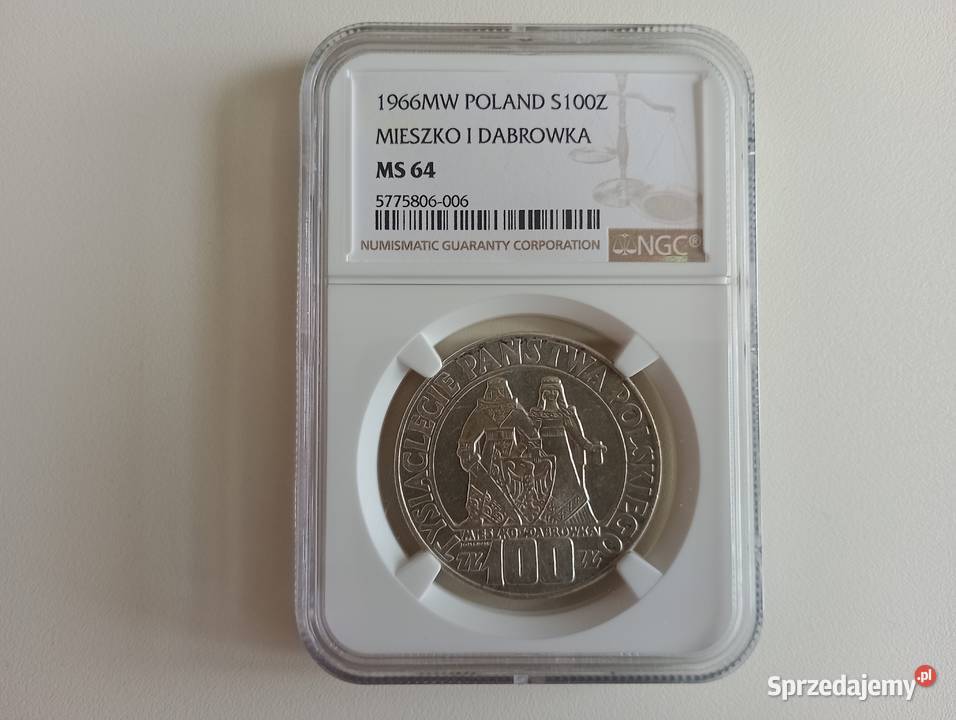 1966MW POLAND S100Z
MIESZKO I DABROWKA
MS 64
5775806-006
NUMISMATIC GUARANTY CORPORATION
NGC®
TYSIĄCLECIE PAŃSTWA POLSKIEGO
MIESZKO DĄBROWKA
ZŁ 100 ZŁ
Sprzedajemy.pl